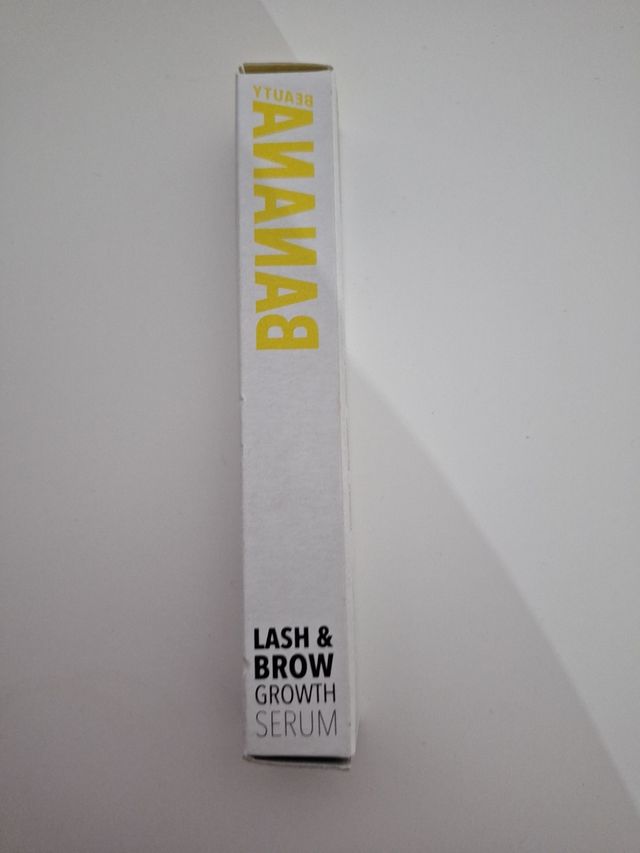 BANANA
BEAUTY
LASH &
BROW
GROWTH
SERUM